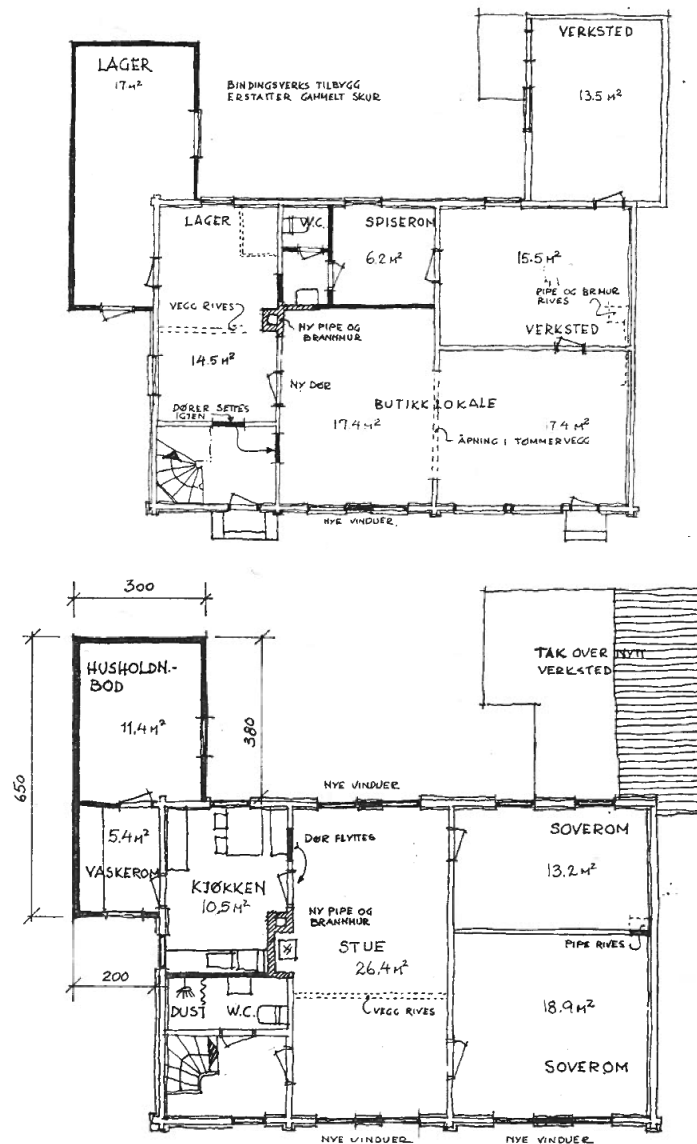 VERKSTED
LAGER
17 M²
BINDINGSVERKS TILBYGG
ERSTATTER GAMMELT SKUR
13.5 M²
LAGER
W.C.
SPISEROM
6.2 M²
15.5 M²
VEGG RIVES
PIPE OG BR.MUR
RIVES
NY PIPE OG
BRANNMUR
VERKSTED
14.5 M²
NY DØR
BUTIKKLOKALE
DØRER SETTES
IGJEN
17.4 M²
17.4 M²
ÅPNING I TØMMERVEGG
NYE VINDUER
300
HUSHOLDN.-
BOD
TAK OVER NYTT
VERKSTED
11.4 M²
380
650
NYE VINDUER
5.4 M²
DØR FLYTTES
SOVEROM
VASKEROM
13.2 M²
KJØKKEN
10,5 M²
NY PIPE OG
BRANNMUR
STUE
PIPE RIVES
26.4 M²
200
DUSJ
W.C.
VEGG RIVES
18.9 M²
SOVEROM
NYE VINDUER
NYE VINDUER